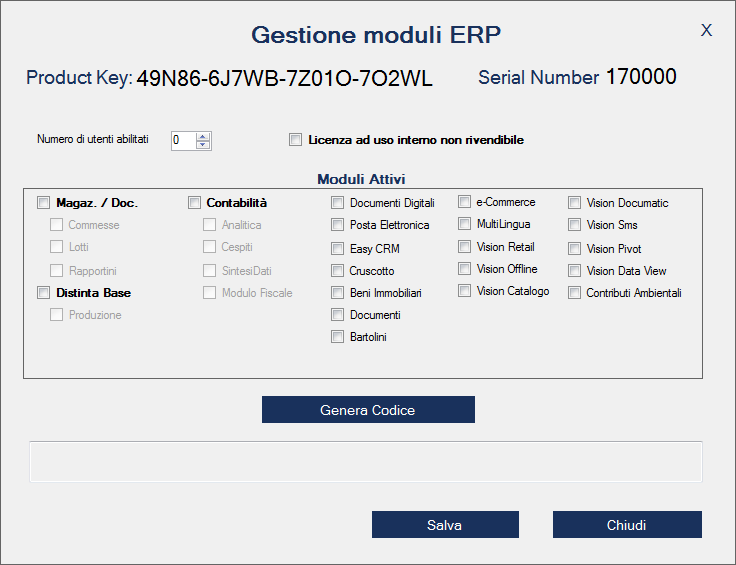 Gestione moduli ERP
X
Product Key: 49N86-6J7WB-7Z01O-7O2WL Serial Number 170000
Numero di utenti abilitati 0 Licenza ad uso interno non rivendibile
Moduli Attivi
Magaz. / Doc. Contabilità Documenti Digitali e-Commerce Vision Documatic
Commesse Analitica Posta Elettronica MultiLingua Vision Sms
Lotti Cespiti Easy CRM Vision Retail Vision Pivot
Rapportini SintesiDati Cruscotto Vision Offline Vision Data View
Distinta Base Modulo Fiscale Beni Immobiliari Vision Catalogo Contributi Ambientali
Produzione Documenti
Bartolini
Genera Codice
Salva Chiudi